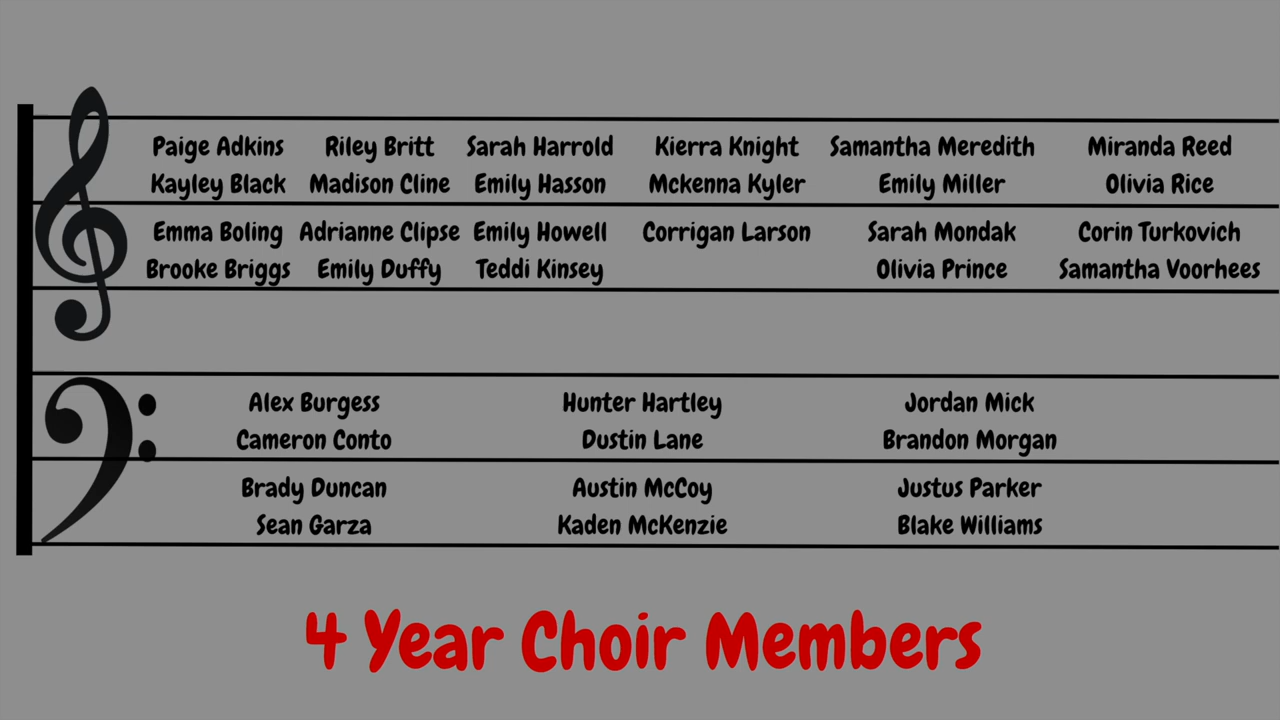 Paige Adkins Riley Britt Sarah Harrold Kierra Knight Samantha Meredith Miranda Reed
Kayley Black Madison Cline Emily Hasson Mckenna Kyler Emily Miller Olivia Rice
Emma Boling Adrianne Clipse Emily Howell Corrigan Larson Sarah Mondak Corin Turkovich
Brooke Briggs Emily Duffy Teddi Kinsey Olivia Prince Samantha Voorhees
Alex Burgess Hunter Hartley Jordan Mick
Cameron Conto Dustin Lane Brandon Morgan
Brady Duncan Austin McCoy Justus Parker
Sean Garza Kaden McKenzie Blake Williams
4 Year Choir Members